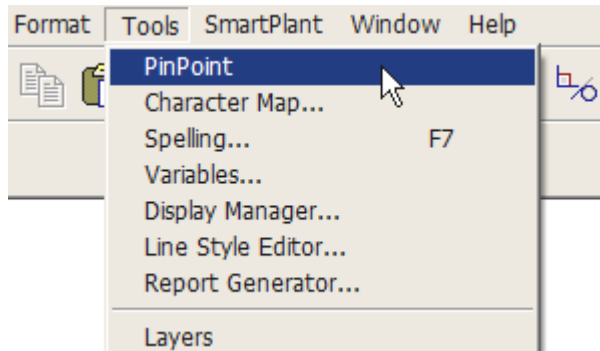 Format Tools SmartPlant Window Help
PinPoint
Character Map...
Spelling... F7
Variables...
Display Manager...
Line Style Editor...
Report Generator...
Layers